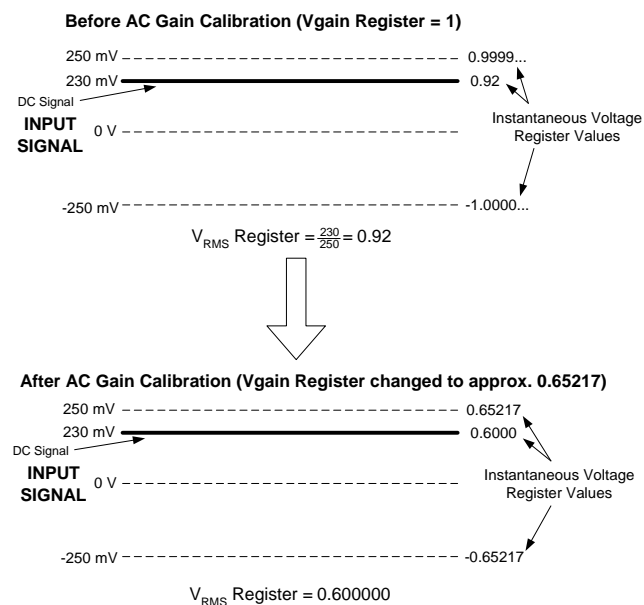 Before AC Gain Calibration (Vgain Register = 1)
250 mV 0.9999...
230 mV 0.92
DC Signal
INPUT SIGNAL
0 V
Instantaneous Voltage
Register Values
-250 mV -1.0000...
VRMS Register = 230/250 = 0.92
After AC Gain Calibration (Vgain Register changed to approx. 0.65217)
250 mV 0.65217
230 mV 0.6000
DC Signal
INPUT SIGNAL
0 V
Instantaneous Voltage
Register Values
-250 mV -0.65217
VRMS Register = 0.600000